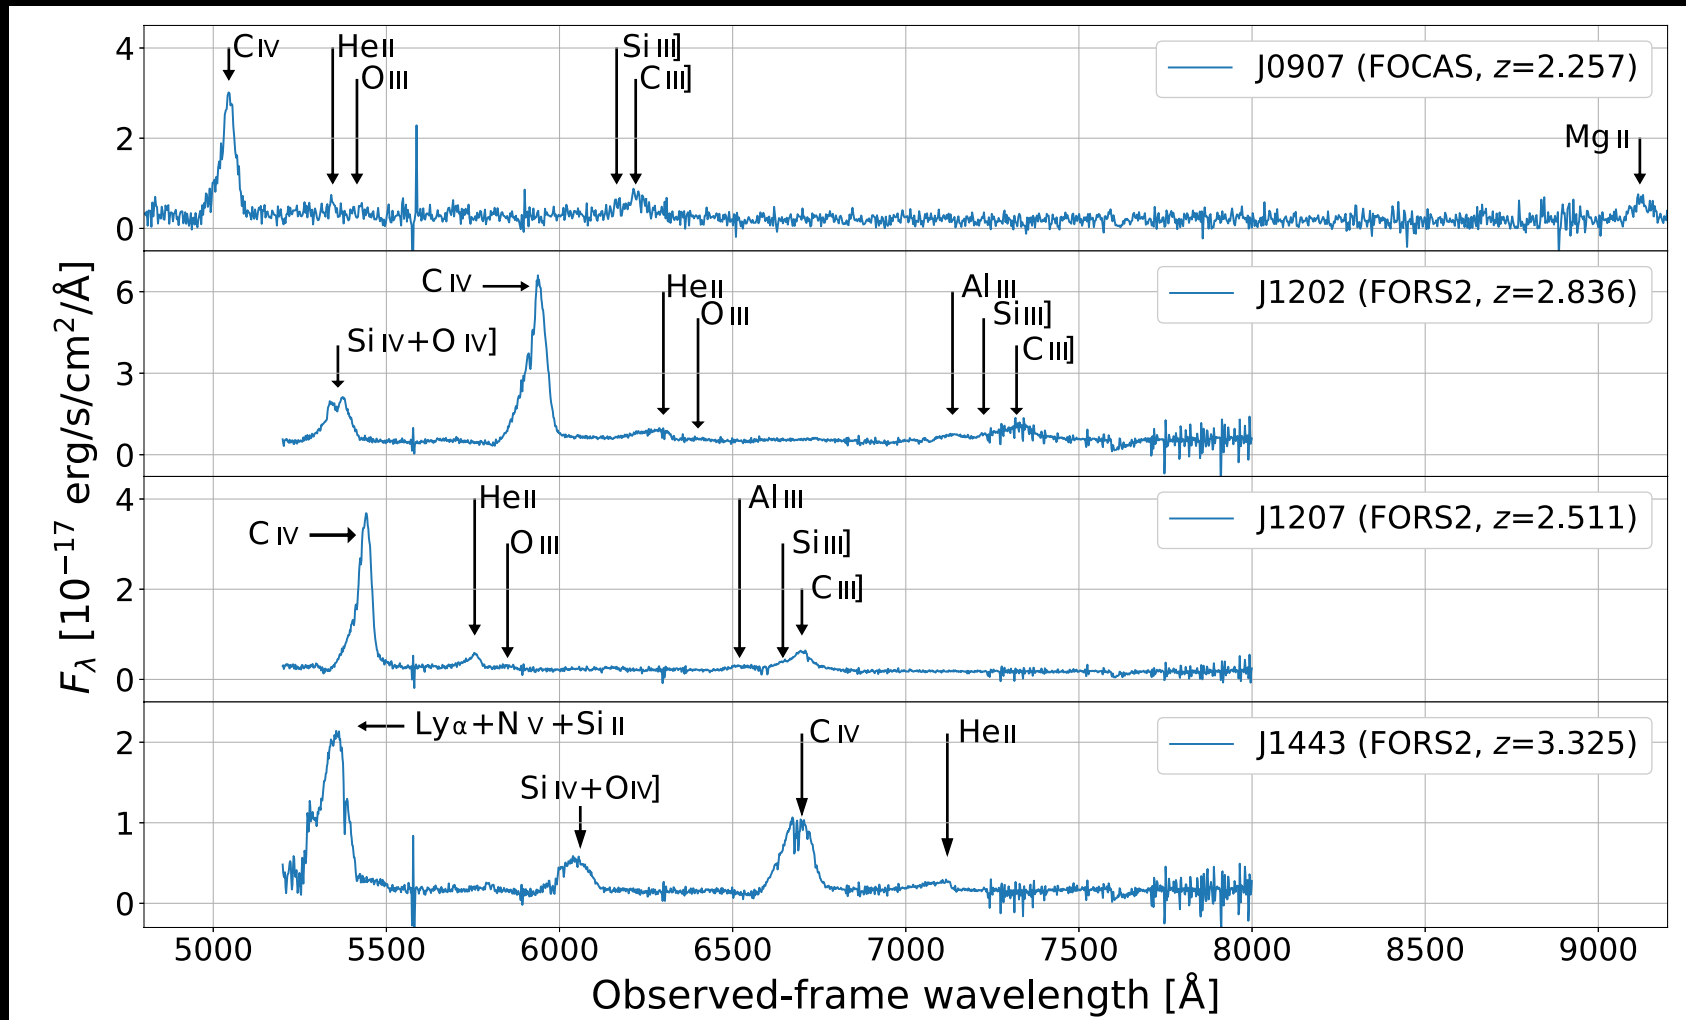 C IV
He II
O III
Si III]
C III]
Mg II
J0907 (FOCAS, z=2.257)
4
2
0
C IV
Si IV+O IV]
He II
O III
Al III
Si III]
C III]
J1202 (FORS2, z=2.836)
6
3
0
C IV
He II
O III
Al III
Si III]
C III]
J1207 (FORS2, z=2.511)
4
2
0
Lyα+N V+Si II
Si IV+O IV]
C IV
He II
J1443 (FORS2, z=3.325)
2
1
0
F_λ [10⁻¹⁷ erg/s/cm²/Å]
5000 5500 6000 6500 7000 7500 8000 8500 9000
Observed-frame wavelength [Å]